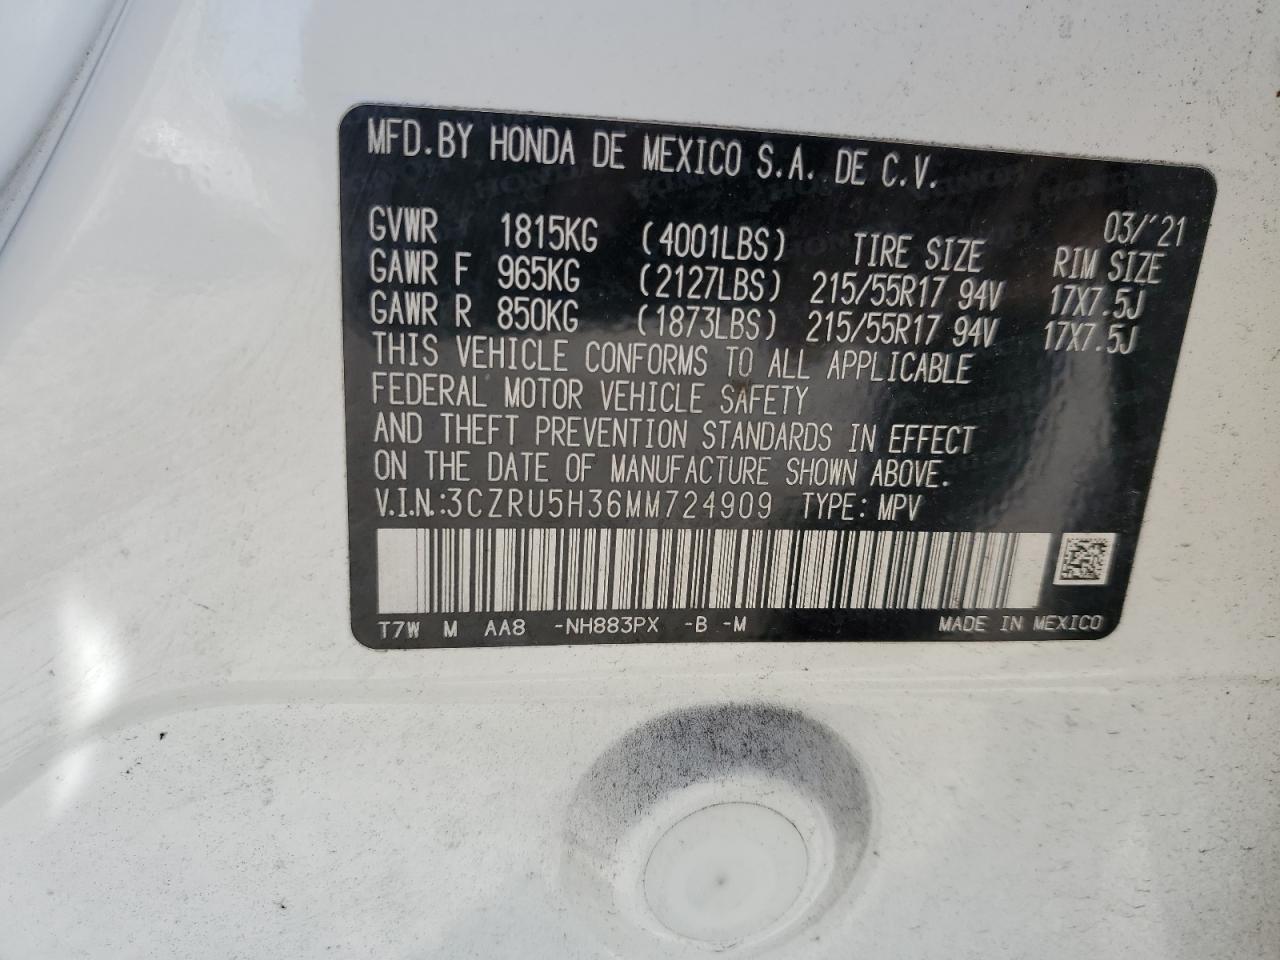 MFD.BY HONDA DE MEXICO S.A. DE C.V.
03/'21
GVWR 1815KG (4001LBS) TIRE SIZE RIM SIZE
GAWR F 965KG (2127LBS) 215/55R17 94V 17X7.5J
GAWR R 850KG (1873LBS) 215/55R17 94V 17X7.5J
THIS VEHICLE CONFORMS TO ALL APPLICABLE
FEDERAL MOTOR VEHICLE SAFETY
AND THEFT PREVENTION STANDARDS IN EFFECT
ON THE DATE OF MANUFACTURE SHOWN ABOVE.
V.I.N.:3CZRU5H36MM724909 TYPE: MPV
T7W M AA8 -NH883PX -B -M MADE IN MEXICO